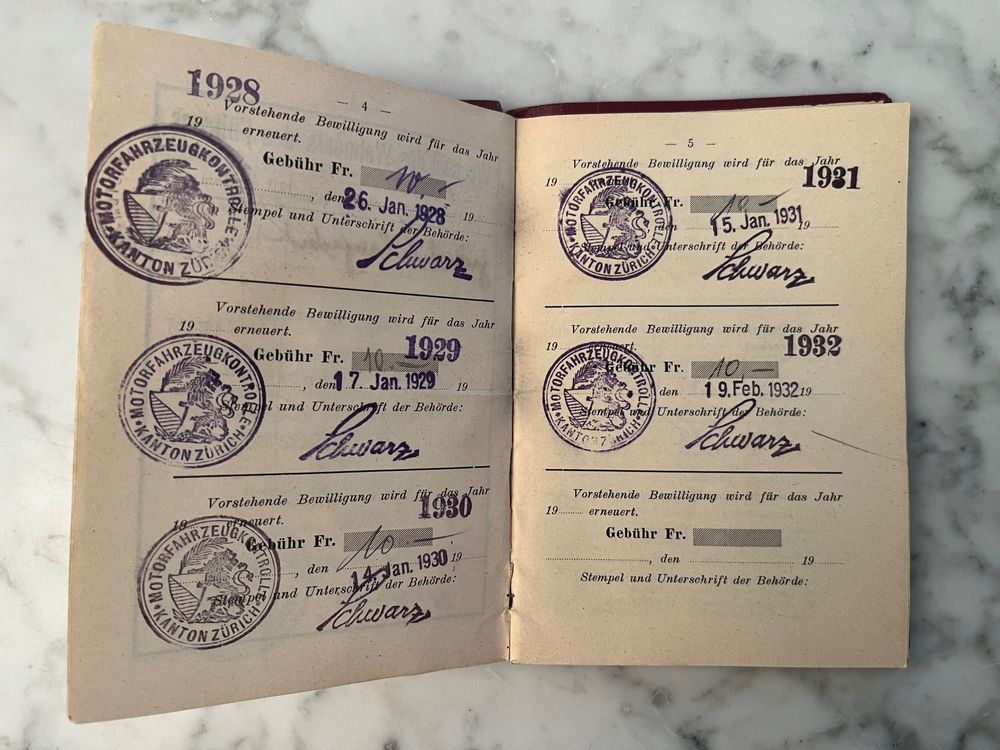 — 4 —
1928
Vorstehende Bewilligung wird für das Jahr
19........ erneuert.
Gebühr Fr. 10.—
, den 26. Jan. 1928 19
Stempel und Unterschrift der Behörde:
MOTORFAHRZEUGKONTROLLE
KANTON ZÜRICH
Schwarz
Vorstehende Bewilligung wird für das Jahr
19........ erneuert.
1929
Gebühr Fr. 10.—
, den 17. Jan. 1929 19
Stempel und Unterschrift der Behörde:
MOTORFAHRZEUGKONTROLLE
KANTON ZÜRICH
Schwarz
Vorstehende Bewilligung wird für das Jahr
19........ erneuert.
1930
Gebühr Fr. 10.—
, den 14. Jan. 1930 19
Stempel und Unterschrift der Behörde:
MOTORFAHRZEUGKONTROLLE
KANTON ZÜRICH
Schwarz
— 5 —
Vorstehende Bewilligung wird für das Jahr
19........ erneuert.
1931
Gebühr Fr. 10.—
den 15. Jan. 1931 19
Stempel und Unterschrift der Behörde:
MOTORFAHRZEUGKONTROLLE
KANTON ZÜRICH
Schwarz
Vorstehende Bewilligung wird für das Jahr
19........ erneuert.
1932
Gebühr Fr. 10.—
den 19. Feb. 1932 19
Stempel und Unterschrift der Behörde:
MOTORFAHRZEUGKONTROLLE
KANTON ZÜRICH
Schwarz
Vorstehende Bewilligung wird für das Jahr
19........ erneuert.
Gebühr Fr.
, den 19
Stempel und Unterschrift der Behörde: